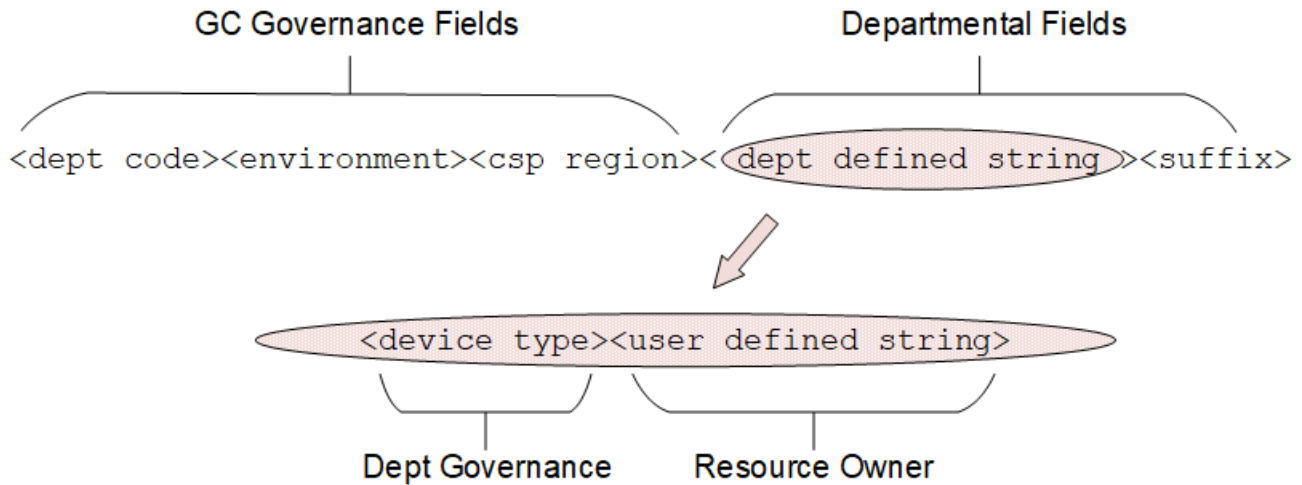 GC Governance Fields Departmental Fields
<dept code><environment><csp region>< dept defined string ><suffix>
<device type><user defined string>
Dept Governance Resource Owner